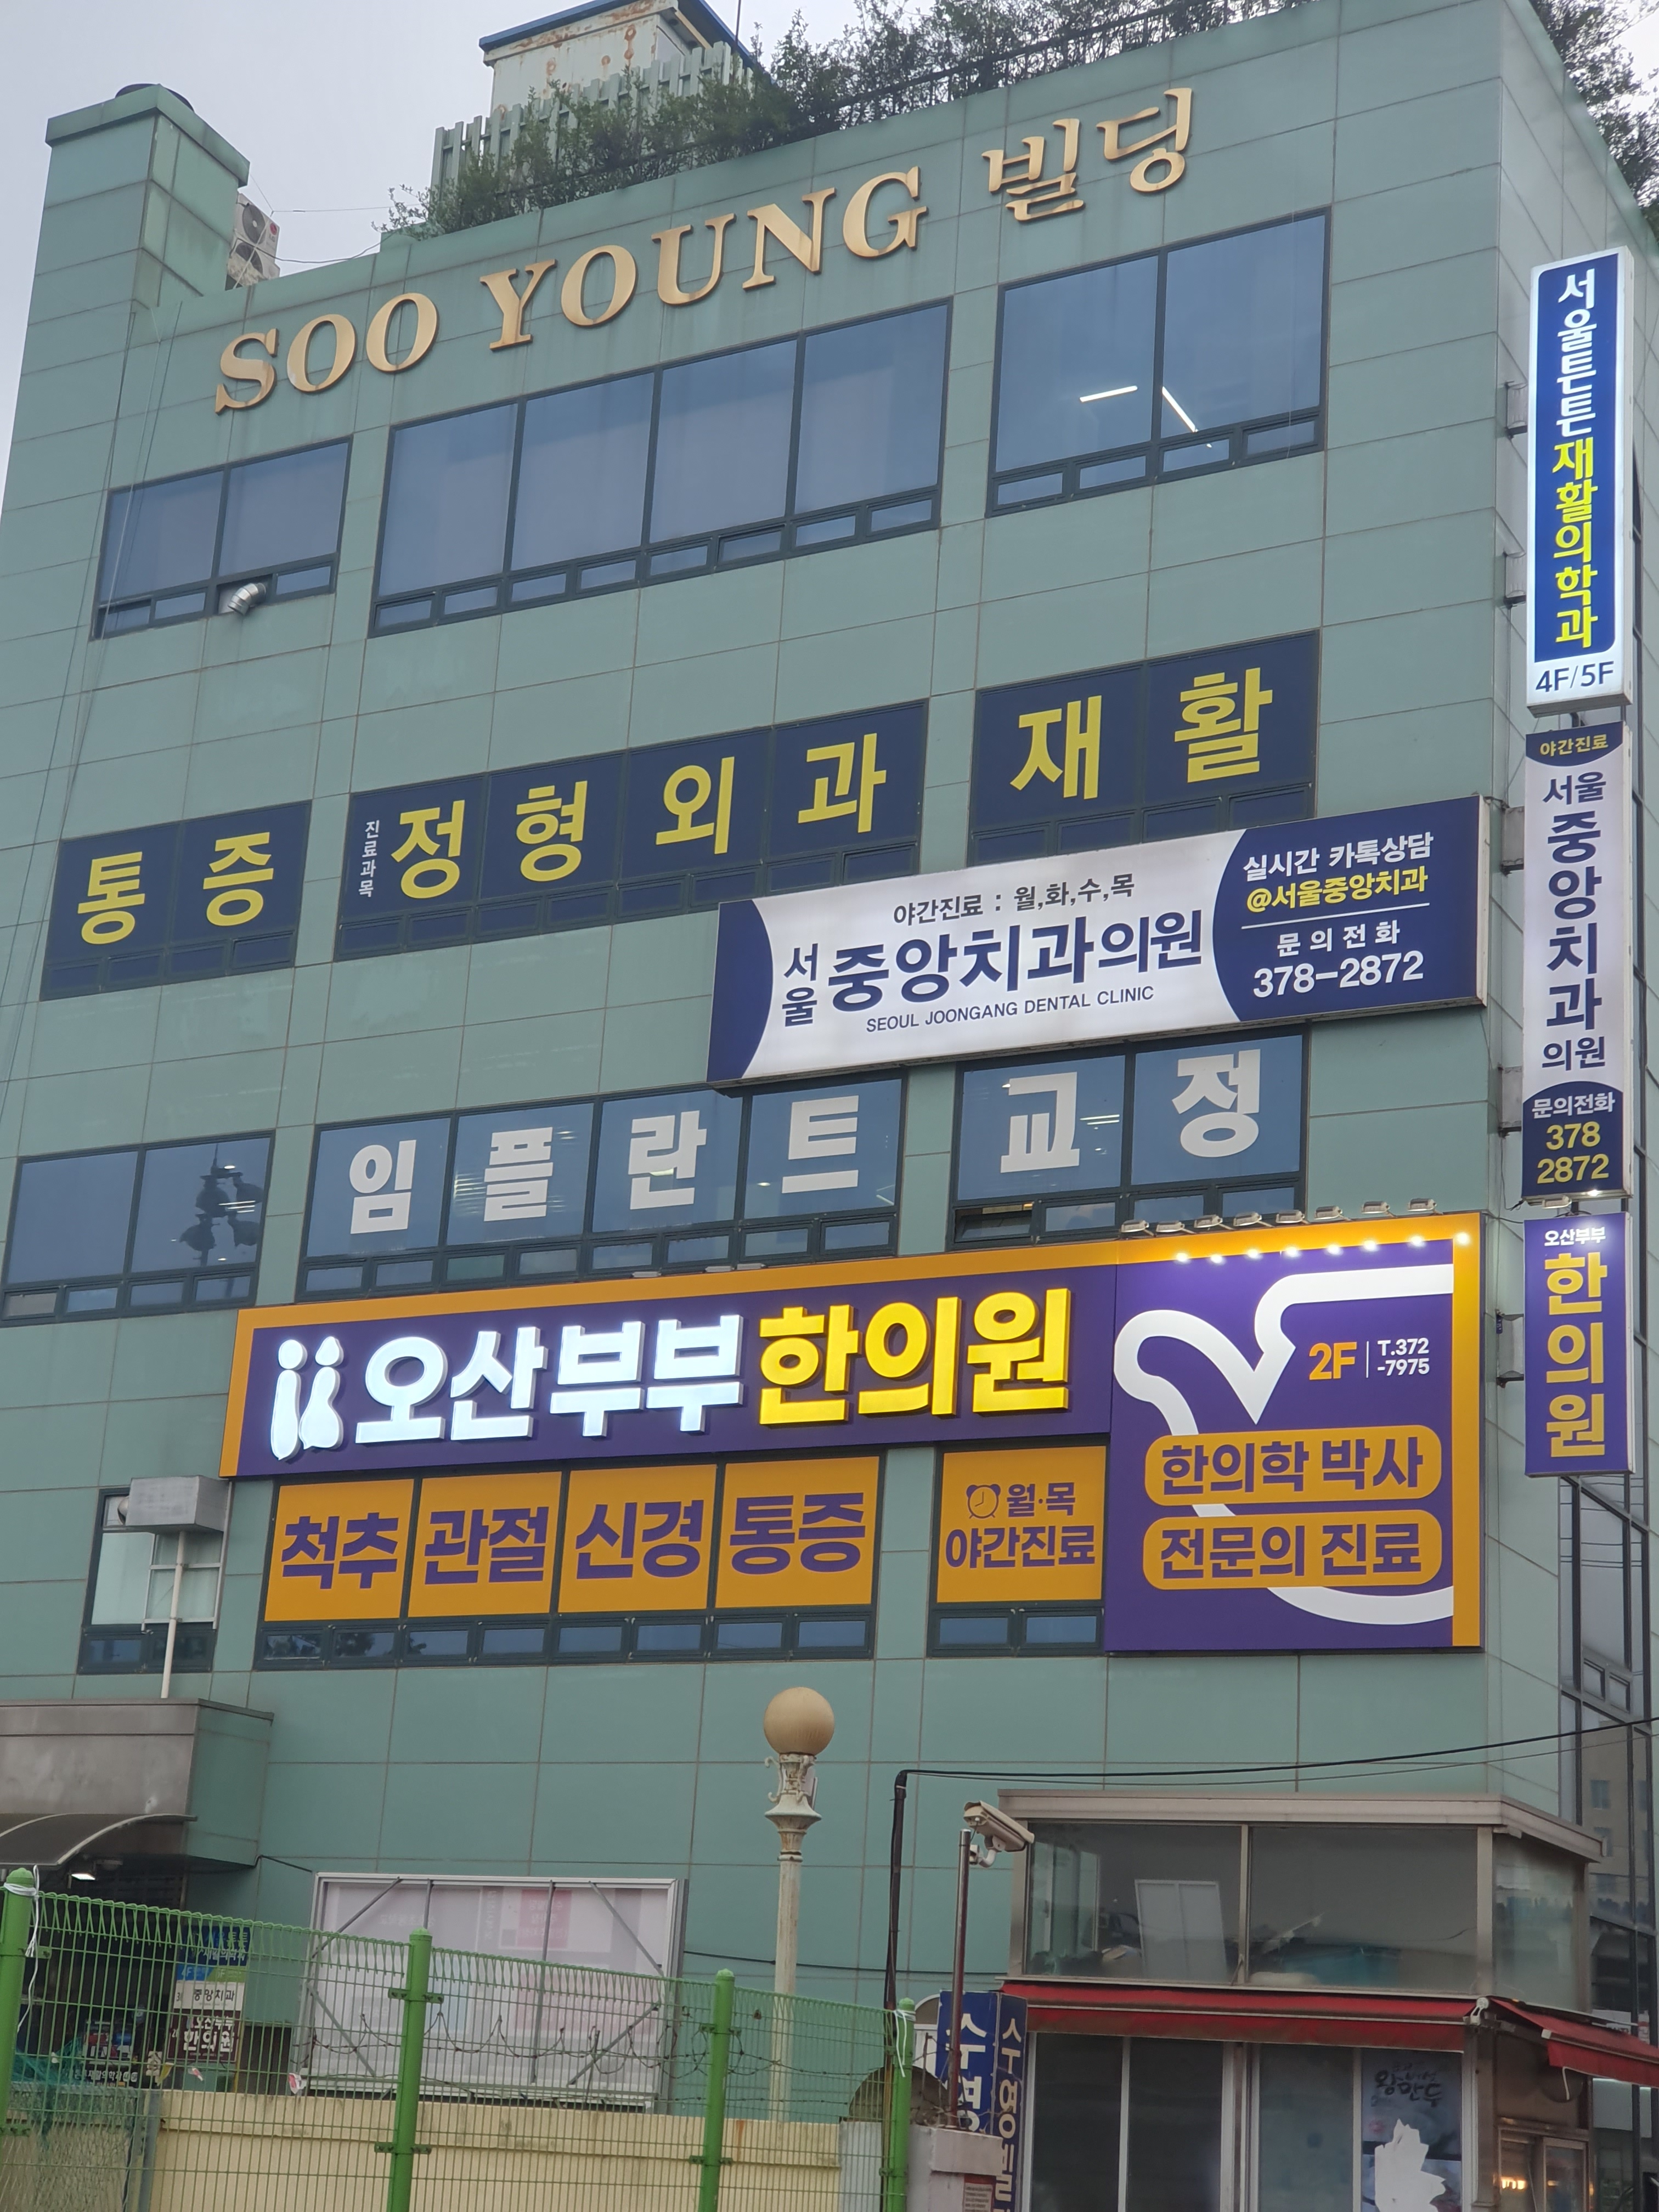 SOO YOUNG 빌딩
서울튼튼재활의학과
4F/5F
통증
진료과목
정형외과
재활
야간진료 : 월,화,수,목
서울중앙치과의원
SEOUL JOONGANG DENTAL CLINIC
실시간 카톡상담
@서울중앙치과
문의전화
378-2872
야간진료
서울
중앙치과
의원
문의전화
378
2872
임플란트 교정
오산부부한의원
2F
T.372
-7975
한의학 박사
전문의 진료
오산부부
한의원
척추 관절 신경 통증
월·목
야간진료
중앙치과
오산부부
한의원
왕만두